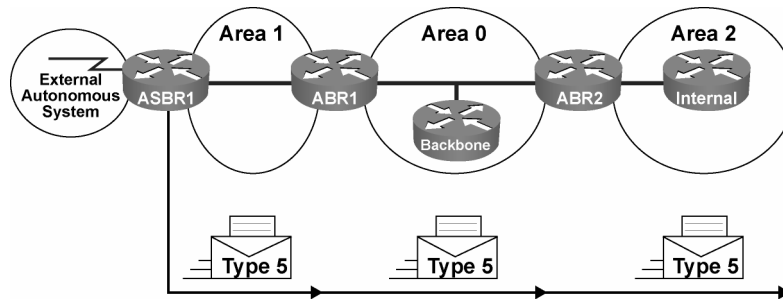 Area 1
Area 0
Area 2
External
Autonomous
System
ASBR1
ABR1
ABR2
Internal
Backbone
Type 5
Type 5
Type 5